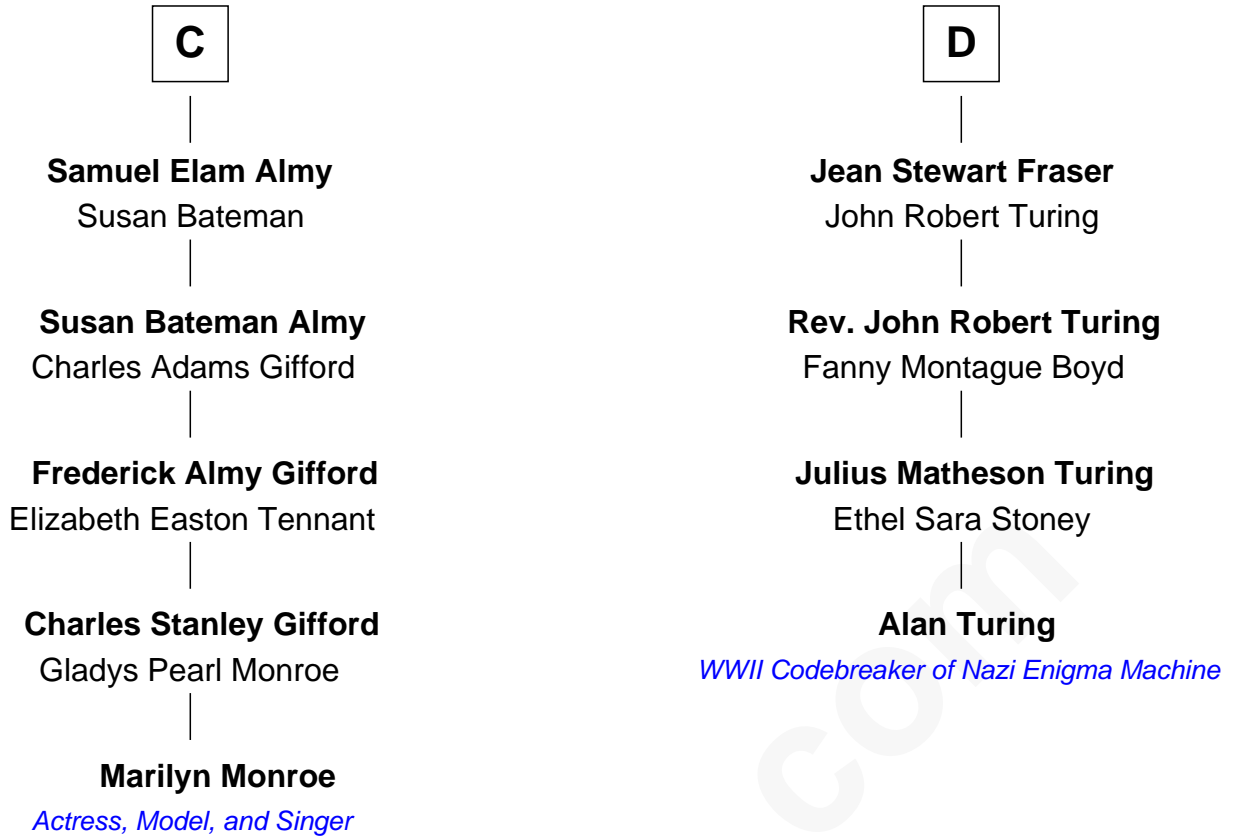 C
Samuel Elam Almy
Susan Bateman
Susan Bateman Almy
Charles Adams Gifford
Frederick Almy Gifford
Elizabeth Easton Tennant
Charles Stanley Gifford
Gladys Pearl Monroe
Marilyn Monroe
Actress, Model, and Singer
D
Jean Stewart Fraser
John Robert Turing
Rev. John Robert Turing
Fanny Montague Boyd
Julius Matheson Turing
Ethel Sara Stoney
Alan Turing
WWII Codebreaker of Nazi Enigma Machine
com